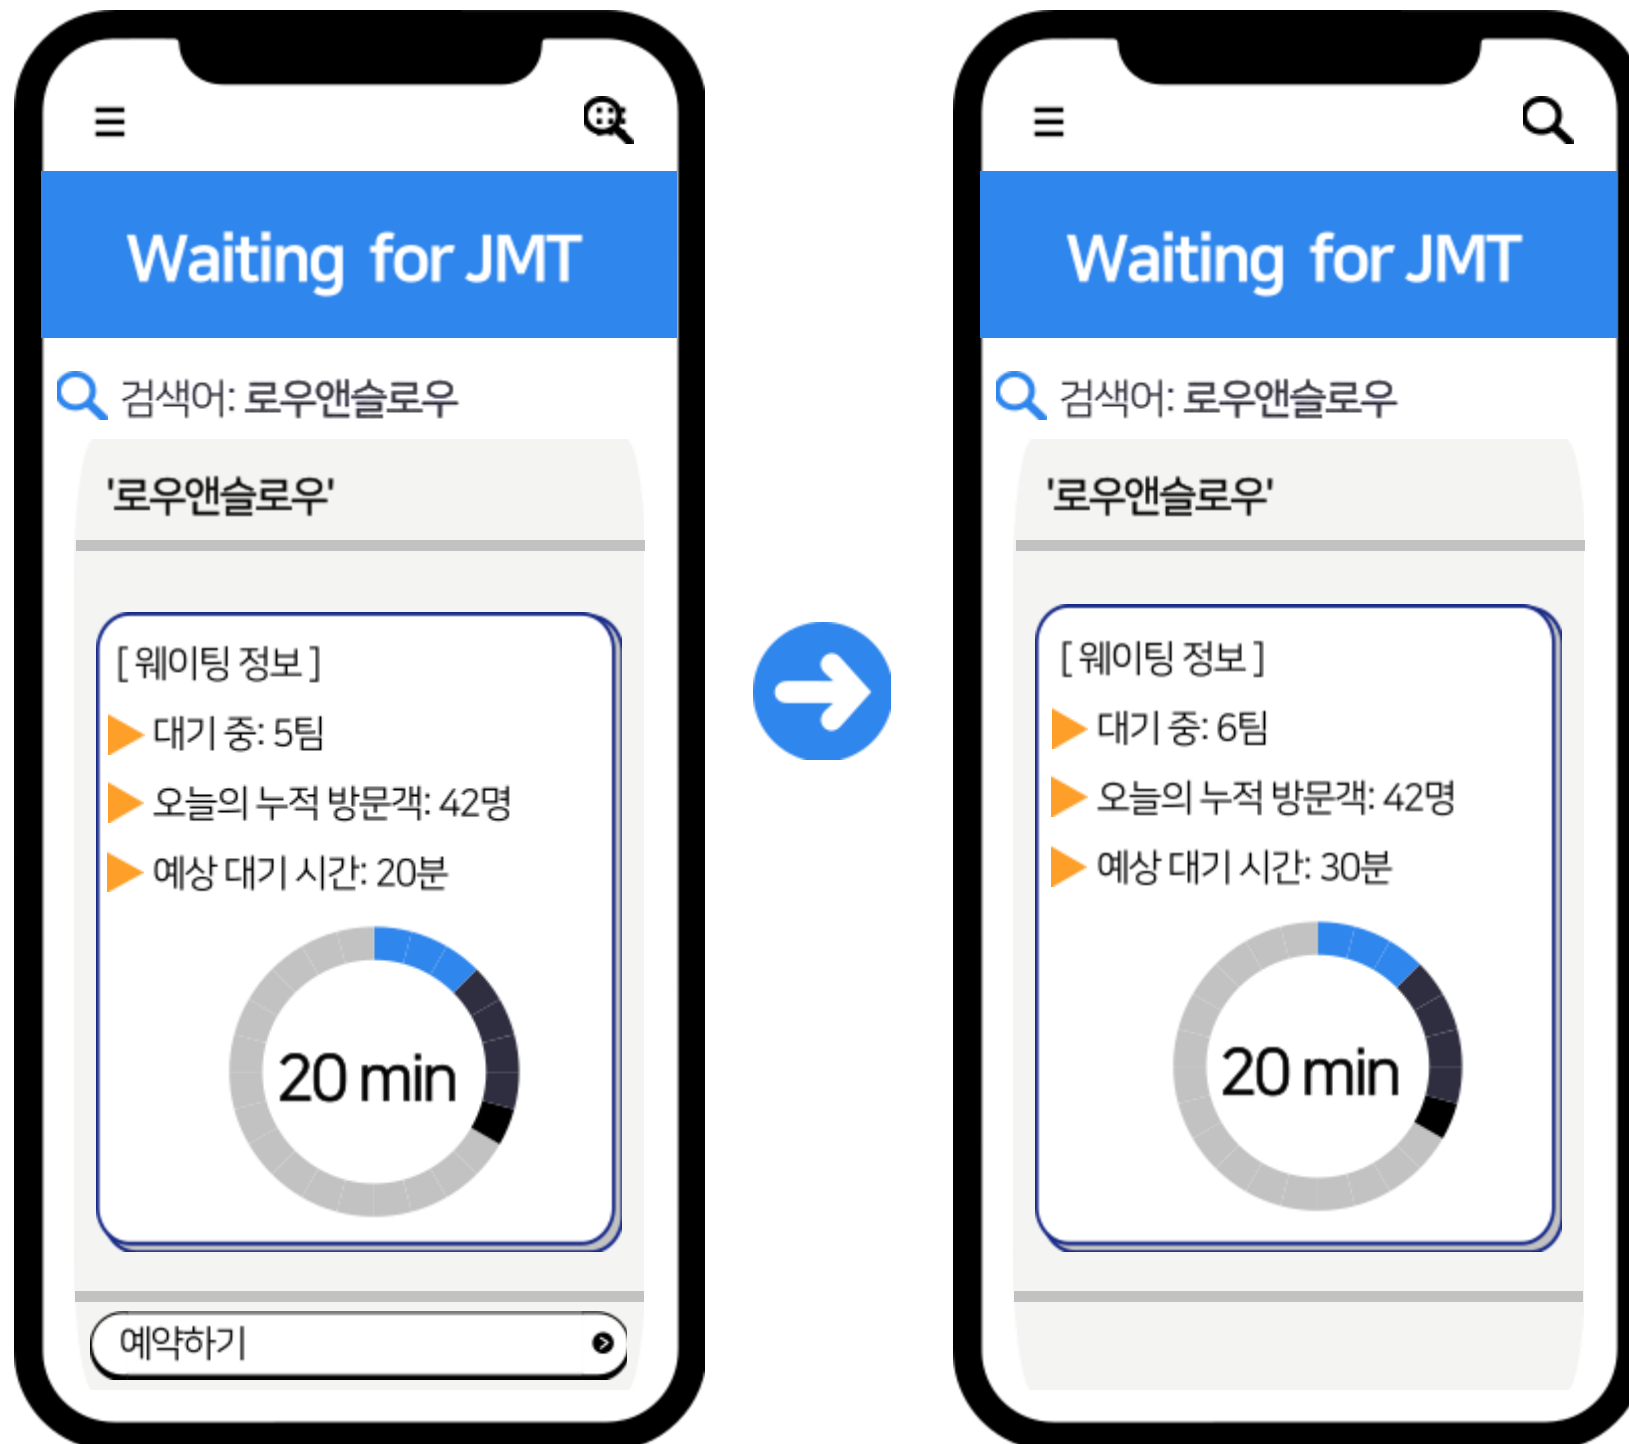 Waiting for JMT
검색어: 로우앤슬로우
'로우앤슬로우'
[ 웨이팅 정보 ]
대기 중: 5팀
오늘의 누적 방문객: 42명
예상 대기 시간: 20분
20 min
예약하기
Waiting for JMT
검색어: 로우앤슬로우
'로우앤슬로우'
[ 웨이팅 정보 ]
대기 중: 6팀
오늘의 누적 방문객: 42명
예상 대기 시간: 30분
20 min